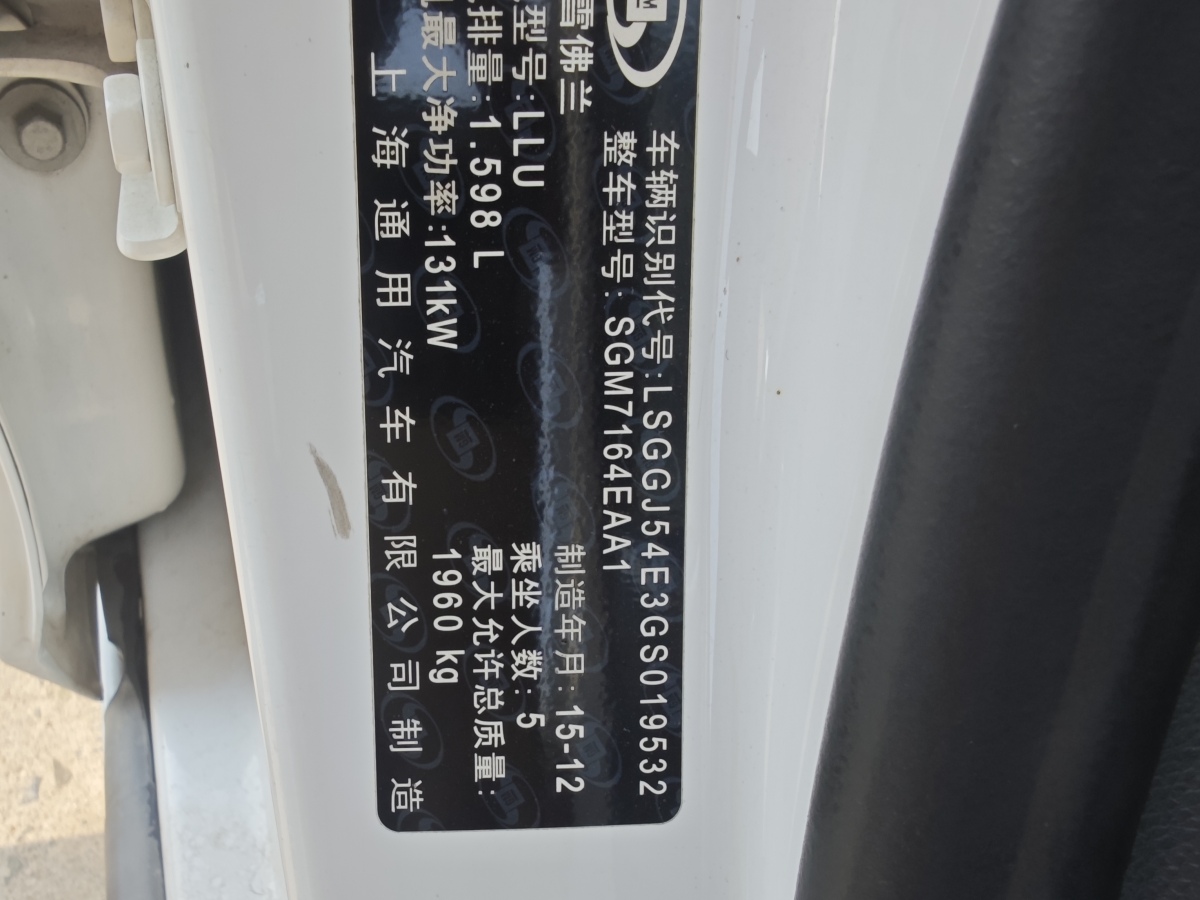 雪佛兰
车辆识别代号:LSGGJ54E3GS019532
整车型号:SGM7164EAA1
制造年月:15-12
型号:LLU
乘坐人数:5
排量:1.598 L
最大允许总质量:
最大净功率:131kW
1960 kg
上海通用汽车有限公司制造